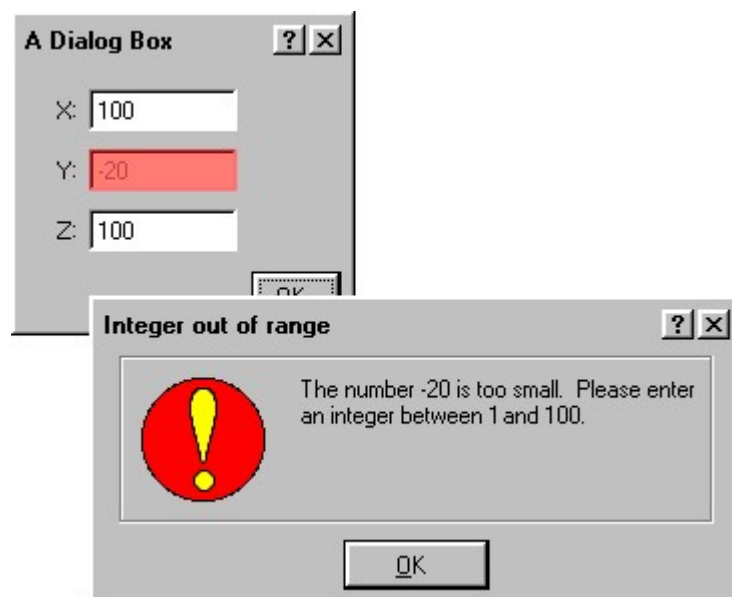 A Dialog Box
X: 100
Y: -20
Z: 100
OK
Integer out of range
The number -20 is too small. Please enter
an integer between 1 and 100.
OK